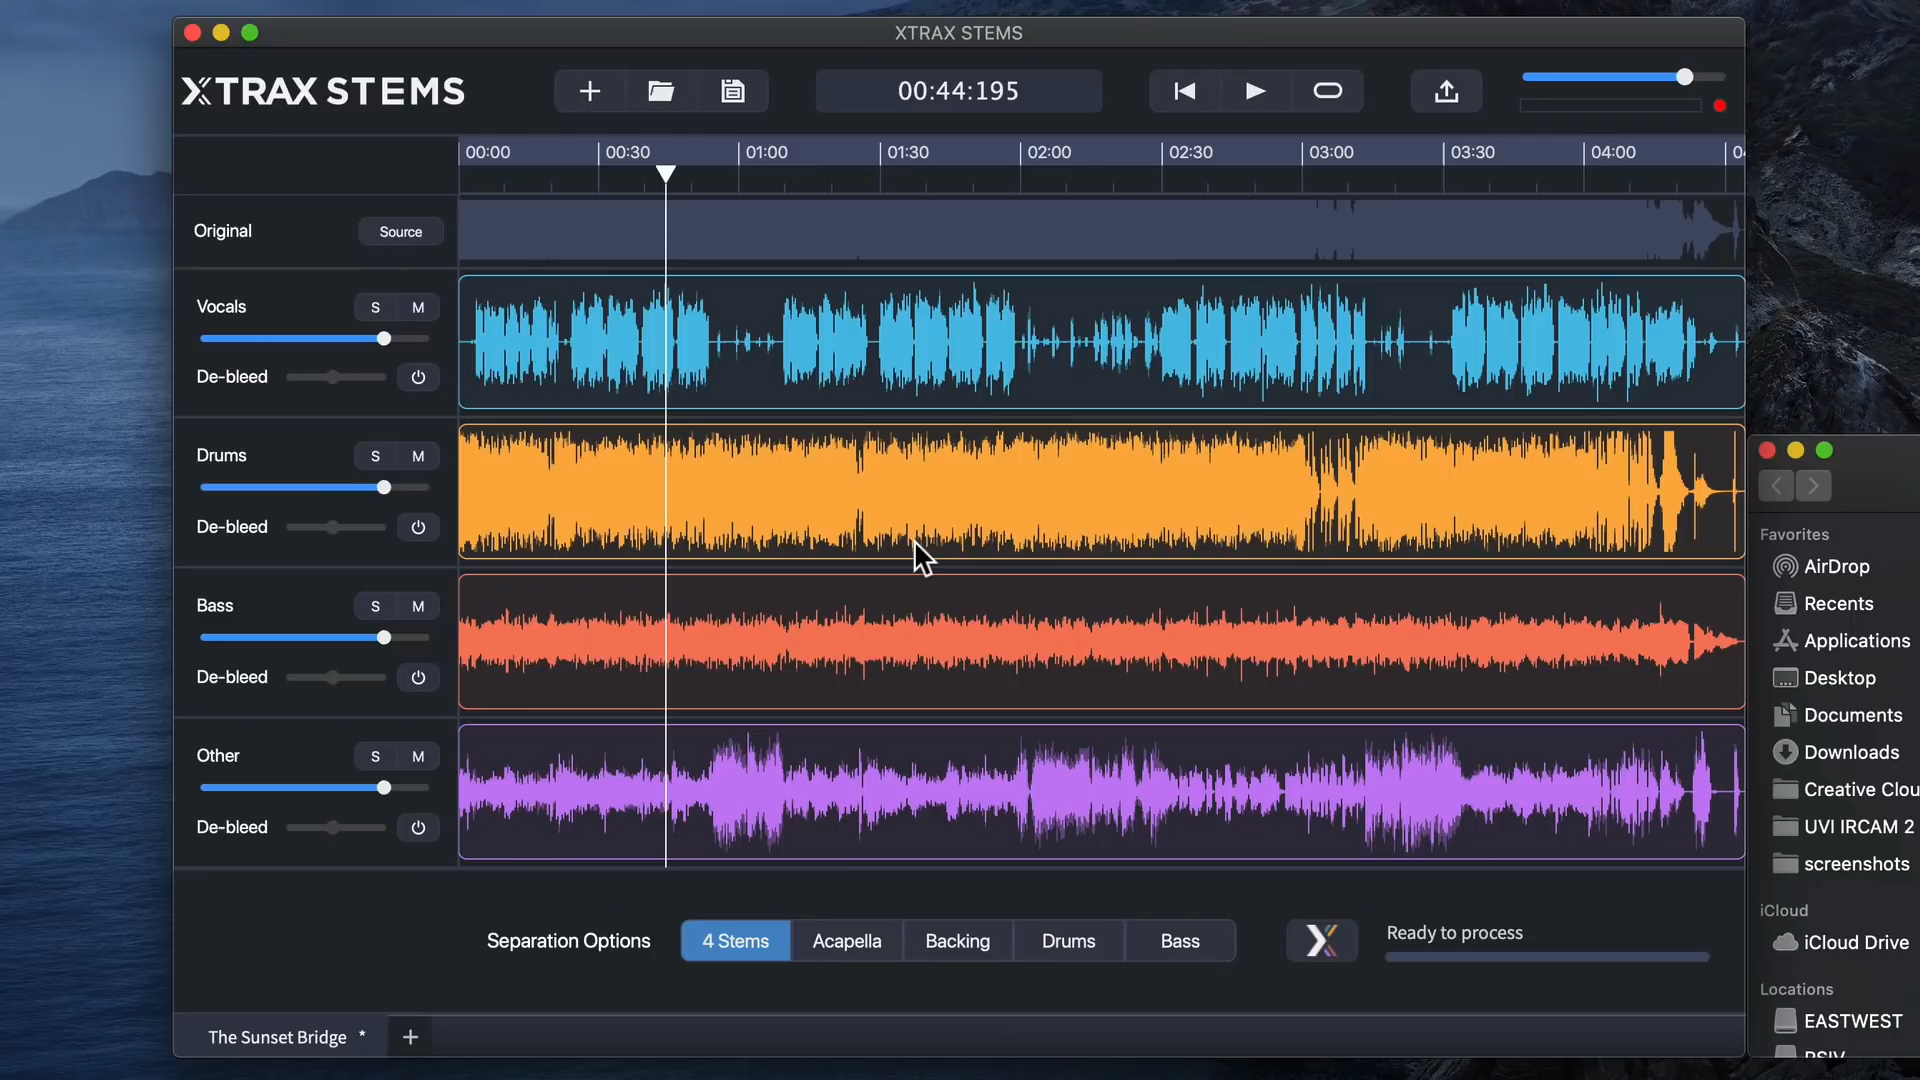 XTRAX STEMS
XTRAX STEMS
00:44:195
00:00 00:30 01:00 01:30 02:00 02:30 03:00 03:30 04:00
Original Source
Vocals S M
De-bleed
Drums S M
De-bleed
Bass S M
De-bleed
Other S M
De-bleed
Separation Options 4 Stems Acapella Backing Drums Bass
Ready to process
The Sunset Bridge * +
Favorites
AirDrop
Recents
Applications
Desktop
Documents
Downloads
Creative Clou
UVI IRCAM 2
screenshots
iCloud
iCloud Drive
Locations
EASTWEST